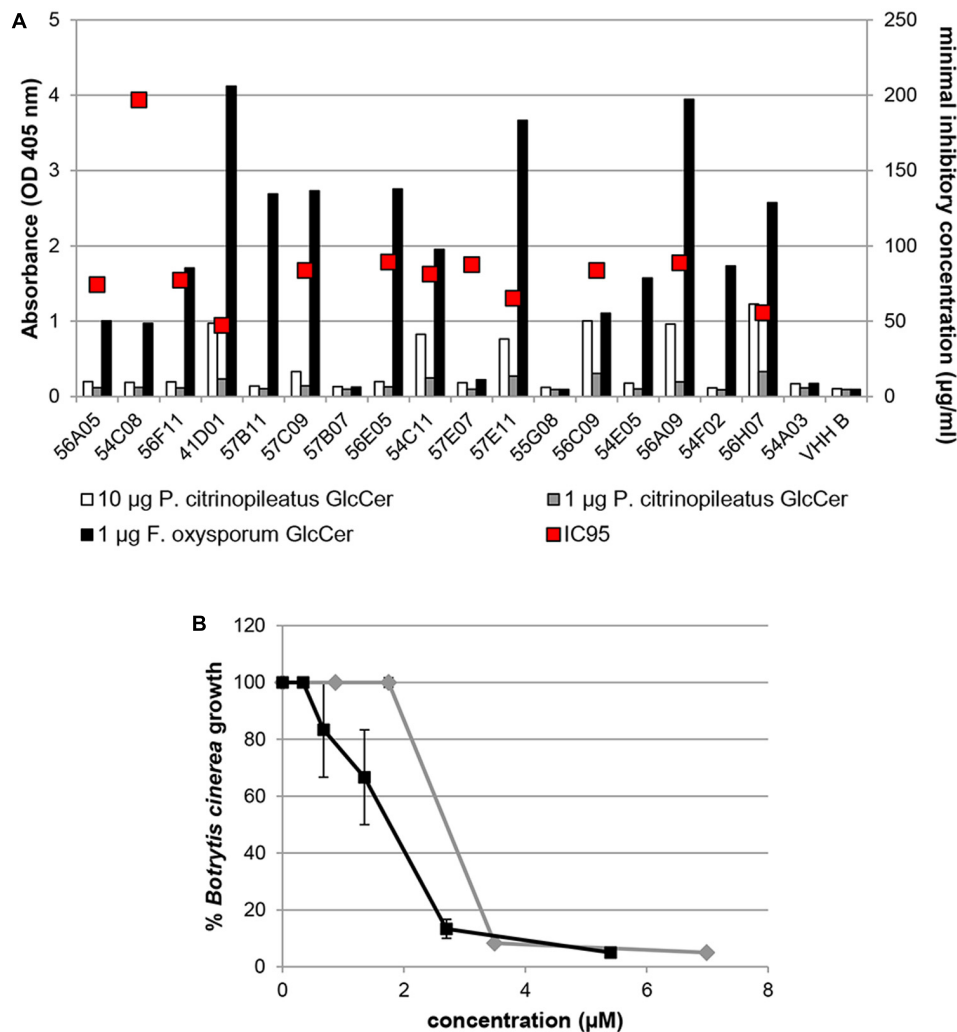 A
Absorbance (OD 405 nm)
5
4
3
2
1
0
minimal inhibitory concentration (µg/ml)
250
200
150
100
50
0
56A05
54C08
56F11
41D01
57B11
57C09
57B07
56E05
54C11
57E07
57E11
55G08
56C09
54E05
56A09
54F02
56H07
54A03
VHH B
10 µg P. citrinopileatus GlcCer
1 µg P. citrinopileatus GlcCer
1 µg F. oxysporum GlcCer
IC95
B
% Botrytis cinerea growth
120
100
80
60
40
20
0
0 2 4 6 8
concentration (µM)